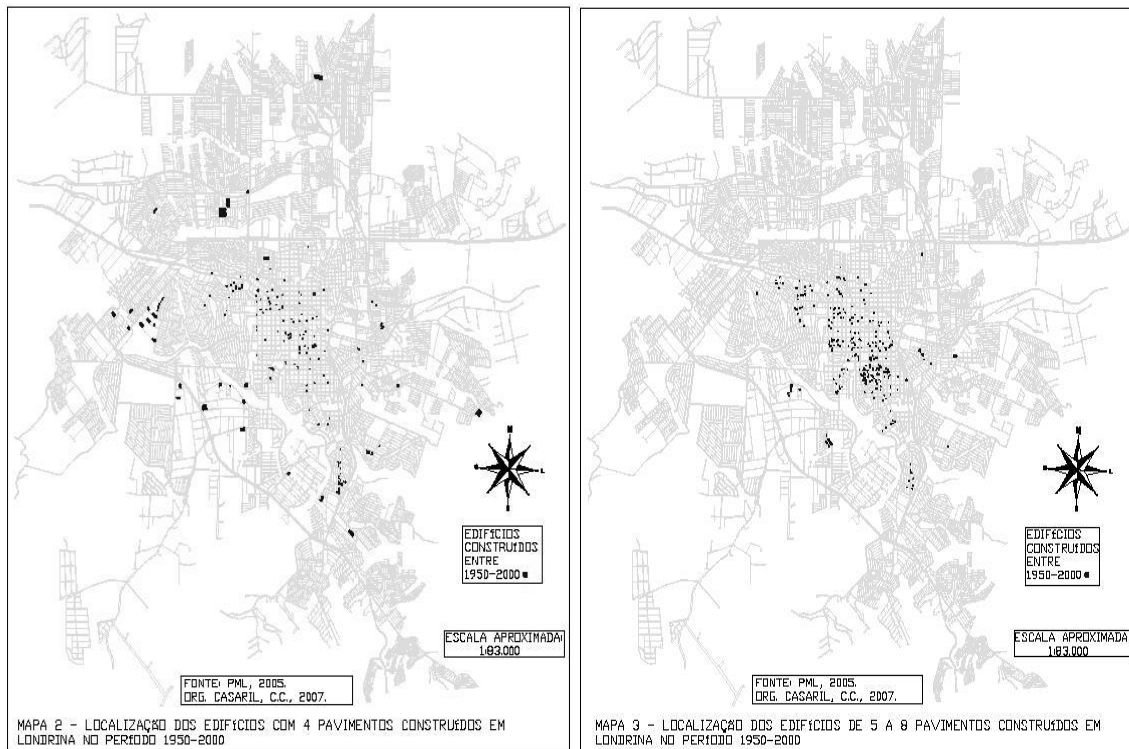 N
L
S
EDIFÍCIOS
CONSTRUÍDOS
ENTRE
1950-2000
ESCALA APROXIMADA:
1:83.000
FONTE: PML, 2005.
ORG. CASARIL, C.C., 2007.
MAPA 2 - LOCALIZAÇÃO DOS EDIFÍCIOS COM 4 PAVIMENTOS CONSTRUÍDOS EM
LONDRINA NO PERÍODO 1950-2000
N
L
S
EDIFÍCIOS
CONSTRUÍDOS
ENTRE
1950-2000
ESCALA APROXIMADA:
1:83.000
FONTE: PML, 2005.
ORG. CASARIL, C.C., 2007.
MAPA 3 - LOCALIZAÇÃO DOS EDIFÍCIOS DE 5 A 8 PAVIMENTOS CONSTRUÍDOS EM
LONDRINA NO PERÍODO 1950-2000